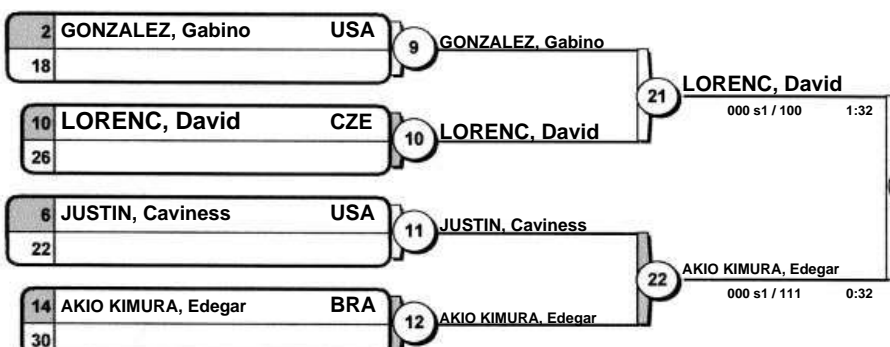 2 GONZALEZ, Gabino USA
18
9
GONZALEZ, Gabino
10 LORENC, David CZE
26
10
LORENC, David
21
LORENC, David
000 s1 / 100 1:32
6 JUSTIN, Caviness USA
22
11
JUSTIN, Caviness
14 AKIO KIMURA, Edegar BRA
30
12
AKIO KIMURA, Edegar
22
AKIO KIMURA, Edegar
000 s1 / 111 0:32